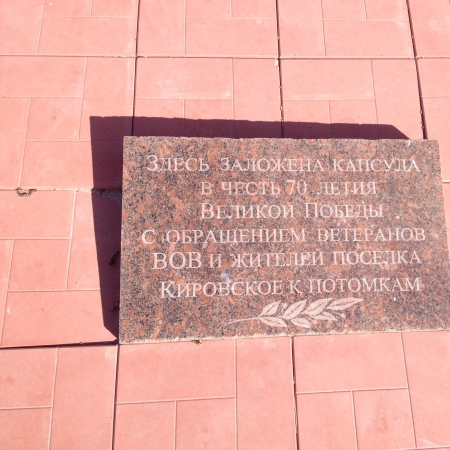 Здесь заложена капсула
в честь 70 летия
Великой Победы
с обращением ветеранов
ВОВ и жителей поселка
Кировское к потомкам